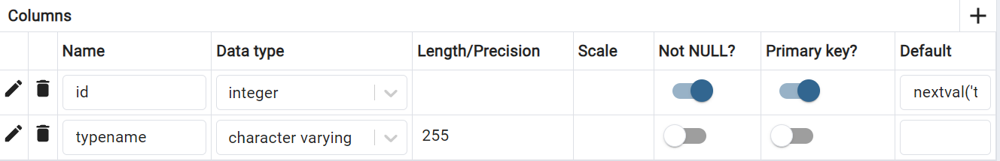 Columns
Name Data type Length/Precision Scale Not NULL? Primary key? Default
id integer nextval('t
typename character varying 255